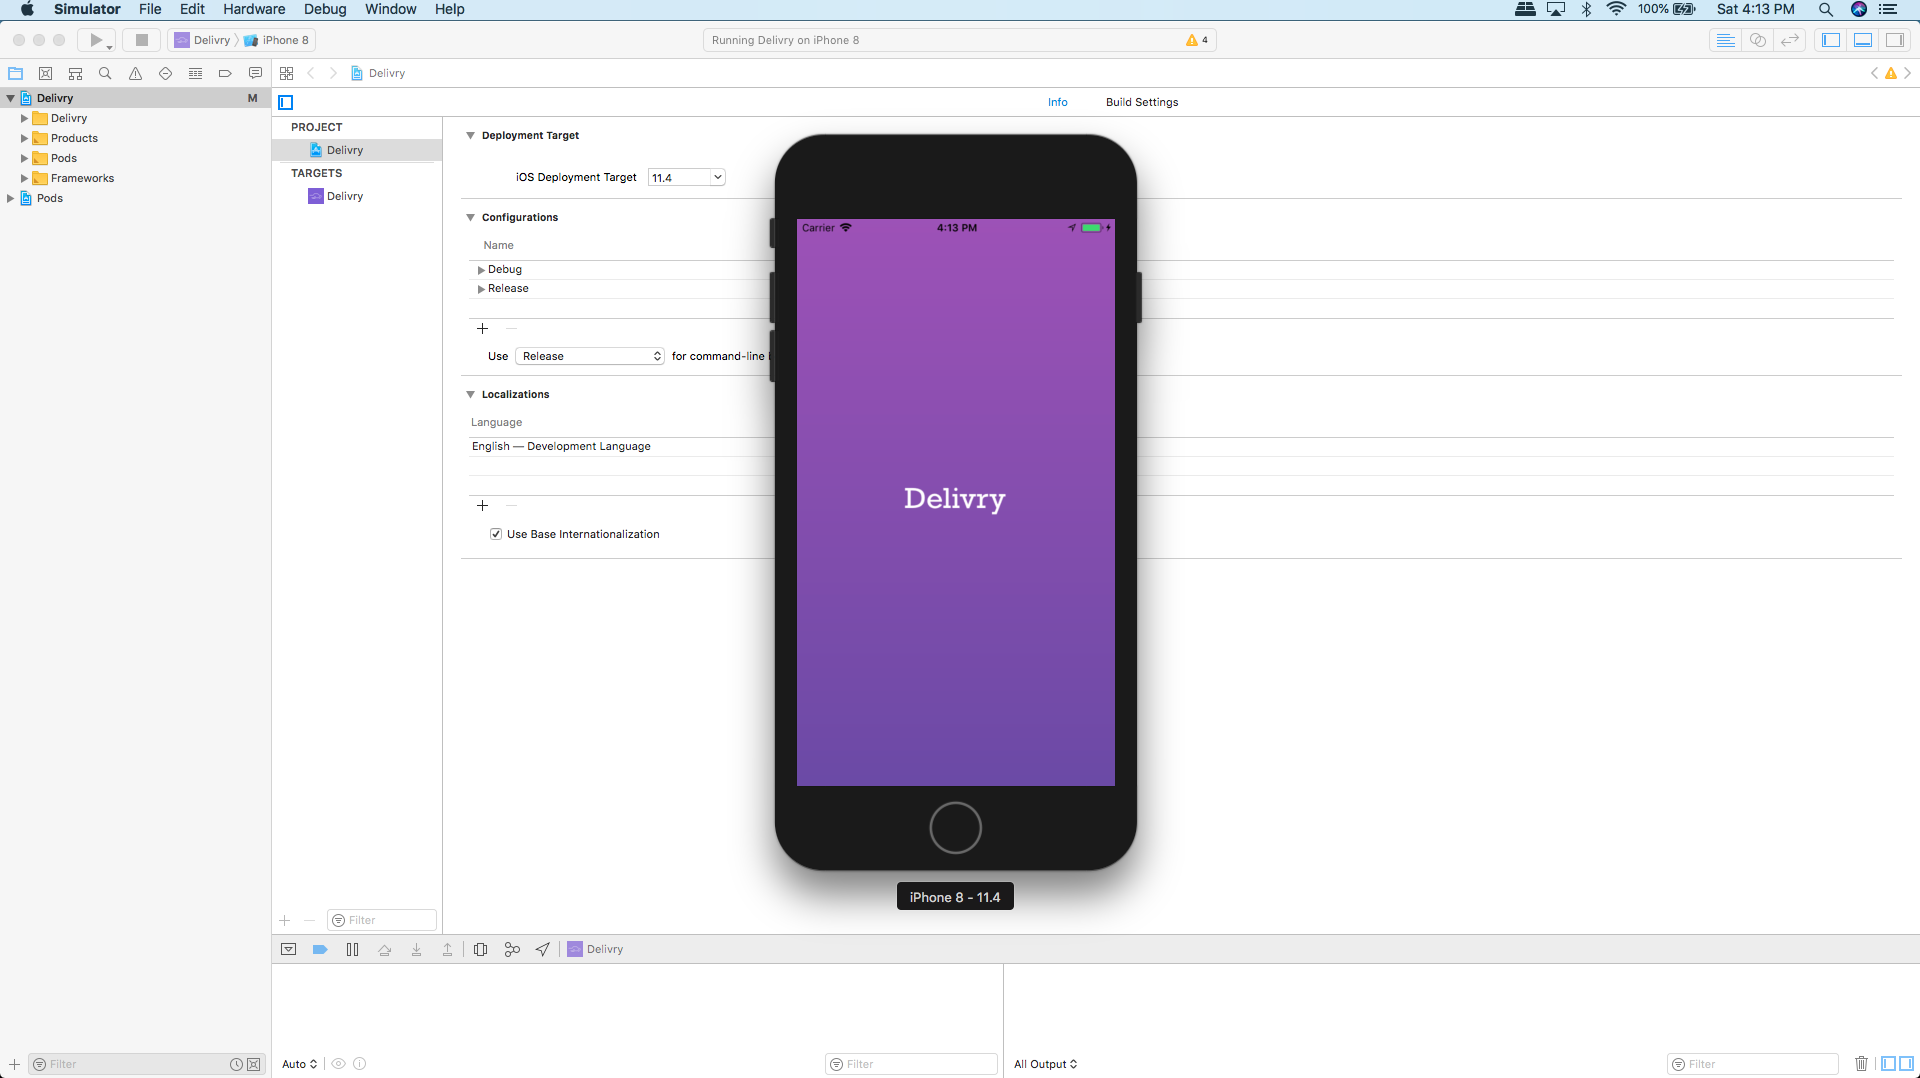 Simulator File Edit Hardware Debug Window Help 100% Sat 4:13 PM
Delivry iPhone 8 Running Delivry on iPhone 8 4
Delivry
Delivry M
Delivry
Products
Pods
Frameworks
Pods
Info Build Settings
PROJECT
Delivry
TARGETS
Delivry
Deployment Target
iOS Deployment Target 11.4
Configurations
Name
Debug
Release
Use Release for command-line
Localizations
Language
English — Development Language
Use Base Internationalization
Carrier 4:13 PM
Delivry
iPhone 8 - 11.4
Filter
Delivry
Filter
Auto Filter
All Output Filter